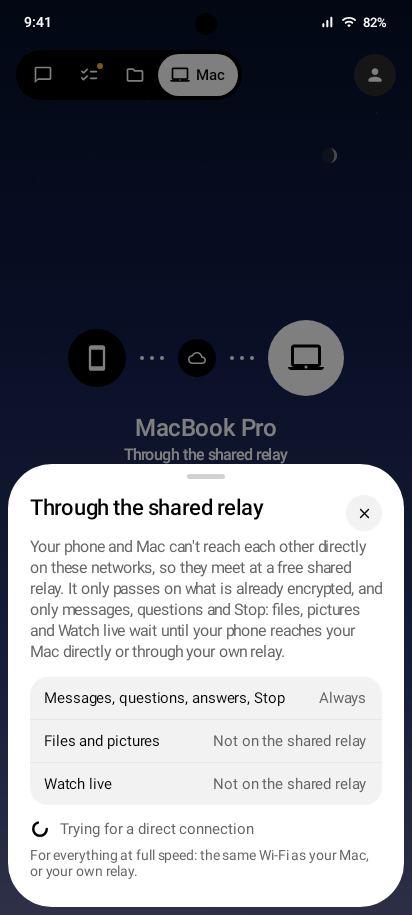 9:41
82%
Mac
MacBook Pro
Through the shared relay
Through the shared relay
Your phone and Mac can't reach each other directly
on these networks, so they meet at a free shared
relay. It only passes on what is already encrypted, and
only messages, questions and Stop: files, pictures
and Watch live wait until your phone reaches your
Mac directly or through your own relay.
Messages, questions, answers, Stop Always
Files and pictures Not on the shared relay
Watch live Not on the shared relay
Trying for a direct connection
For everything at full speed: the same Wi-Fi as your Mac,
or your own relay.